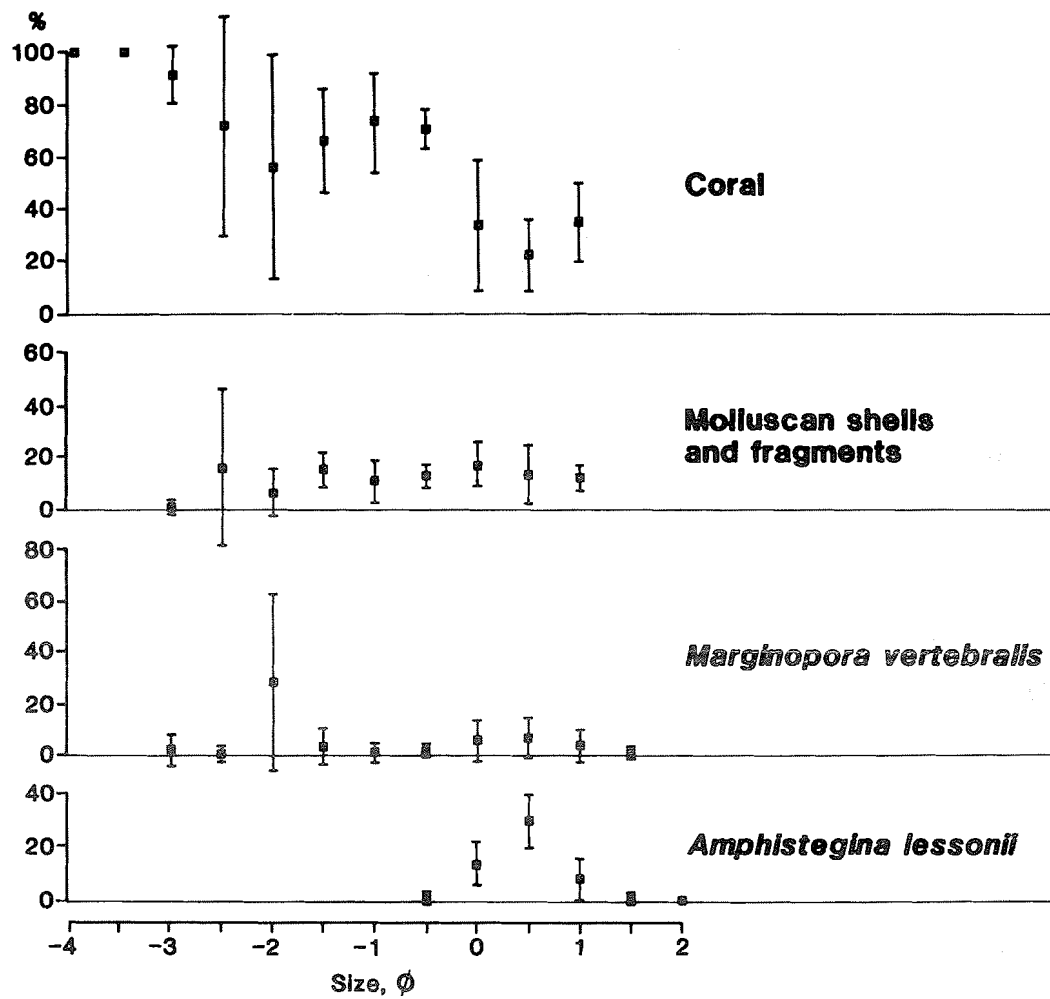 %
100
80
60
40
20
0
Coral
60
40
20
0
Molluscan shells
and fragments
80
60
40
20
0
Marginopora vertebralis
40
20
0
Amphistegina lessonii
-4 -3 -2 -1 0 1 2
Size, ϕ